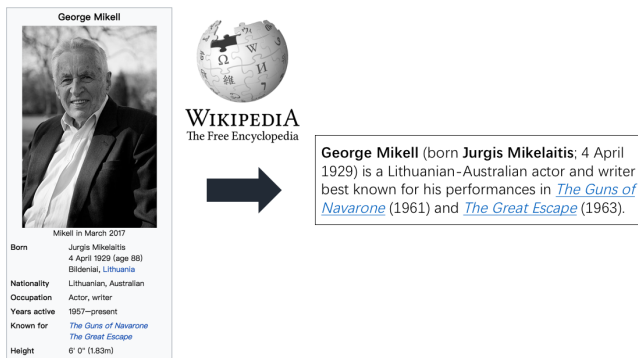 George Mikell
Mikell in March 2017
Born Jurgis Mikelaitis
4 April 1929 (age 88)
Bildeniai, Lithuania
Nationality Lithuanian, Australian
Occupation Actor, writer
Years active 1957–present
Known for The Guns of Navarone
The Great Escape
Height 6' 0" (1.83m)
Ω W И 維 7
WIKIPEDIA
The Free Encyclopedia
George Mikell (born Jurgis Mikelaitis; 4 April
1929) is a Lithuanian-Australian actor and writer
best known for his performances in The Guns of
Navarone (1961) and The Great Escape (1963).